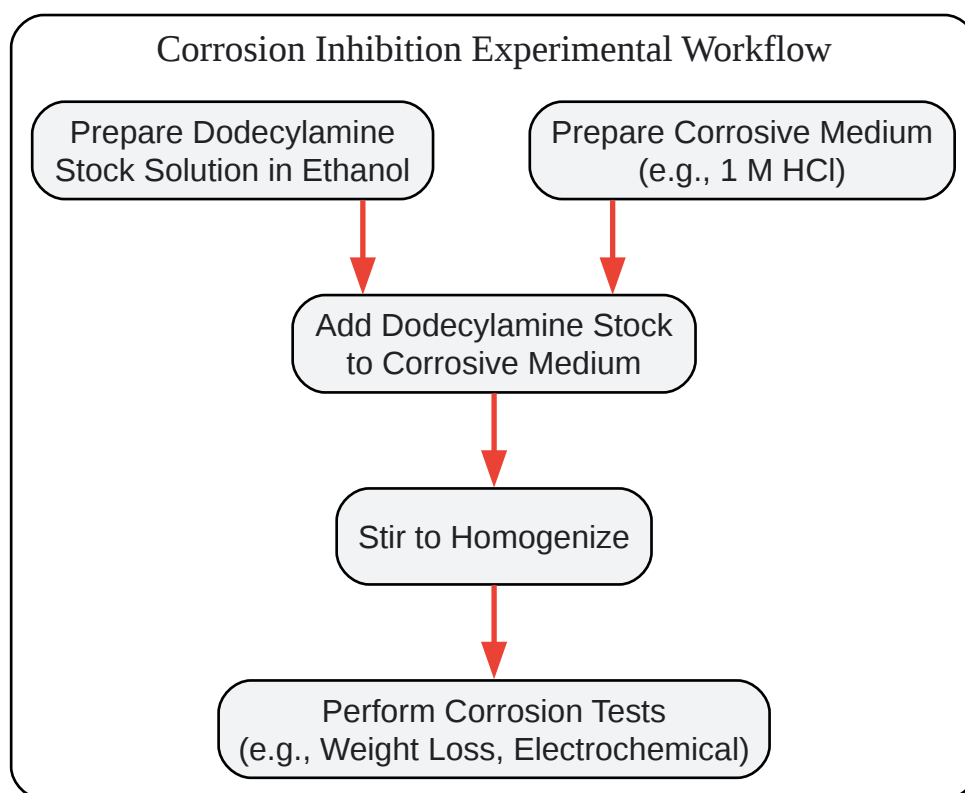 Corrosion Inhibition Experimental Workflow
Prepare Dodecylamine
Stock Solution in Ethanol
Prepare Corrosive Medium
(e.g., 1 M HCl)
Add Dodecylamine Stock
to Corrosive Medium
Stir to Homogenize
Perform Corrosion Tests
(e.g., Weight Loss, Electrochemical)